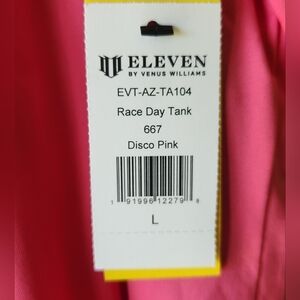 ELEVEN
BY VENUS WILLIAMS
EVT-AZ-TA104
Race Day Tank
667
Disco Pink
1 91996 12279 8
L